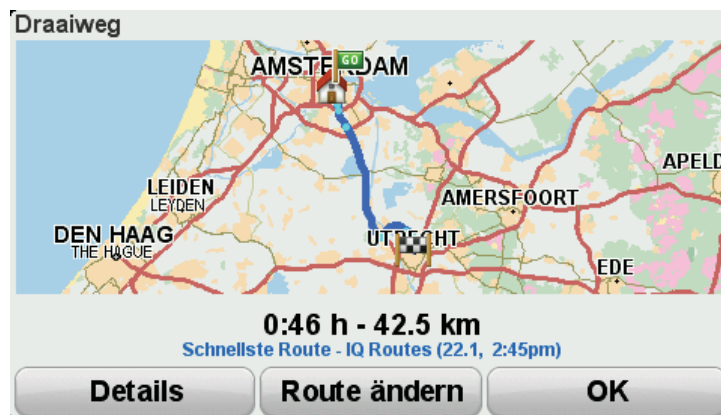 Draaiweg
GO
AMSTERDAM
APELD
LEIDEN
LEYDEN
AMERSFOORT
DEN HAAG
THE HAGUE
UTRECHT
EDE
0:46 h - 42.5 km
Schnellste Route - IQ Routes (22.1, 2:45pm)
Details
Route ändern
OK